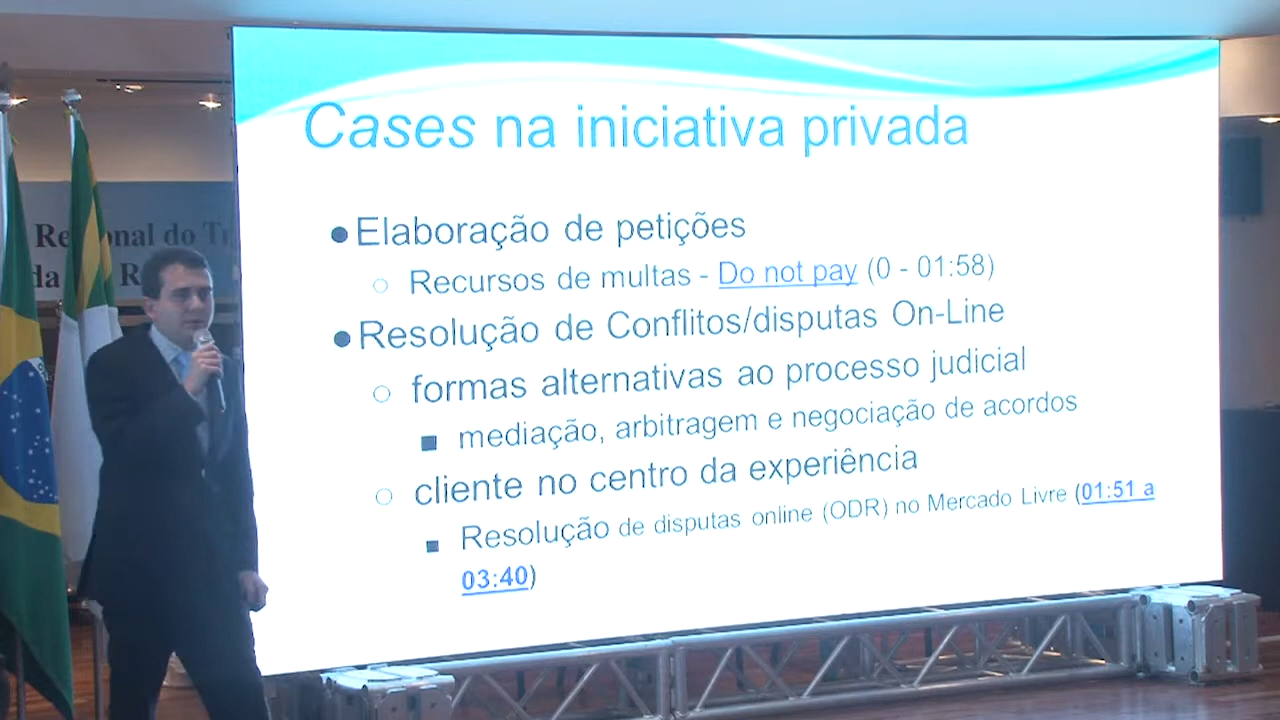 Cases na iniciativa privada
Elaboração de petições
Recursos de multas - Do not pay (0 - 01:58)
Resolução de Conflitos/disputas On-Line
formas alternativas ao processo judicial
mediação, arbitragem e negociação de acordos
cliente no centro da experiência
Resolução de disputas online (ODR) no Mercado Livre (01:51 a
03:40)
do
da